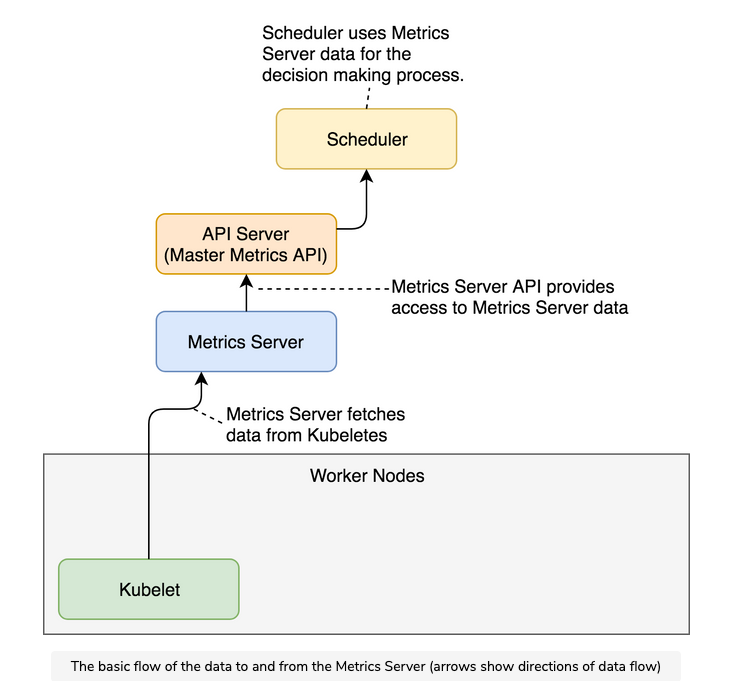 Scheduler uses Metrics
Server data for the
decision making process.
Scheduler
API Server
(Master Metrics API)
Metrics Server API provides
access to Metrics Server data
Metrics Server
Metrics Server fetches
data from Kubeletes
Worker Nodes
Kubelet
The basic flow of the data to and from the Metrics Server (arrows show directions of data flow)